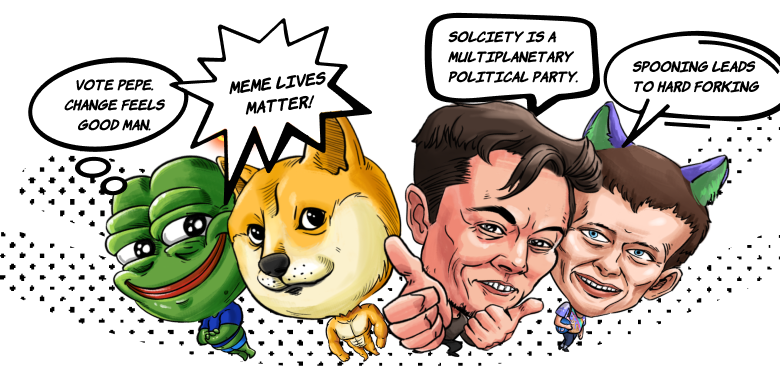 VOTE PEPE.
CHANGE FEELS
GOOD MAN.
MEME LIVES
MATTER!
SOLCIETY IS A
MULTIPLANETARY
POLITICAL PARTY.
SPOONING LEADS
TO HARD FORKING